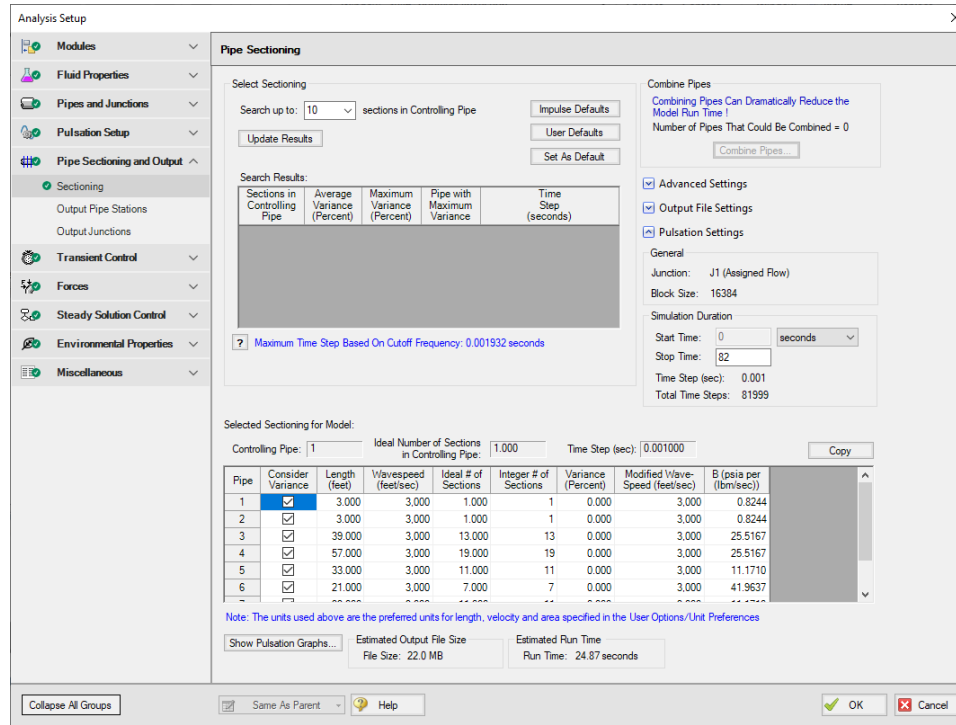 Analysis Setup
Modules
Fluid Properties
Pipes and Junctions
Pulsation Setup
Pipe Sectioning and Output
Sectioning
Output Pipe Stations
Output Junctions
Transient Control
Forces
Steady Solution Control
Environmental Properties
Miscellaneous
Pipe Sectioning
Select Sectioning
Search up to: 10 sections in Controlling Pipe
Update Results
Impulse Defaults
User Defaults
Set As Default
Search Results:
Sections in Controlling Pipe Average Variance (Percent) Maximum Variance (Percent) Pipe with Maximum Variance Time Step (seconds)
? Maximum Time Step Based On Cutoff Frequency: 0.001932 seconds
Combine Pipes
Combining Pipes Can Dramatically Reduce the
Model Run Time !
Number of Pipes That Could Be Combined = 0
Combine Pipes...
Advanced Settings
Output File Settings
Pulsation Settings
General
Junction: J1 (Assigned Flow)
Block Size: 16384
Simulation Duration
Start Time: 0 seconds
Stop Time: 82
Time Step (sec): 0.001
Total Time Steps: 81999
Selected Sectioning for Model:
Controlling Pipe: 1 Ideal Number of Sections in Controlling Pipe: 1.000 Time Step (sec): 0.001000
Copy
Pipe Consider Variance Length (feet) Wavespeed (feet/sec) Ideal # of Sections Integer # of Sections Variance (Percent) Modified Wave-Speed (feet/sec) B (psia per (lbm/sec))
1 3.000 3,000 1.000 1 0.000 3,000 0.8244
2 3.000 3,000 1.000 1 0.000 3,000 0.8244
3 39.000 3,000 13.000 13 0.000 3,000 25.5167
4 57.000 3,000 19.000 19 0.000 3,000 25.5167
5 33.000 3,000 11.000 11 0.000 3,000 11.1710
6 21.000 3,000 7.000 7 0.000 3,000 41.9637
Note: The units used above are the preferred units for length, velocity and area specified in the User Options/Unit Preferences
Show Pulsation Graphs...
Estimated Output File Size
File Size: 22.0 MB
Estimated Run Time
Run Time: 24.87 seconds
Collapse All Groups
Same As Parent
Help
OK
Cancel